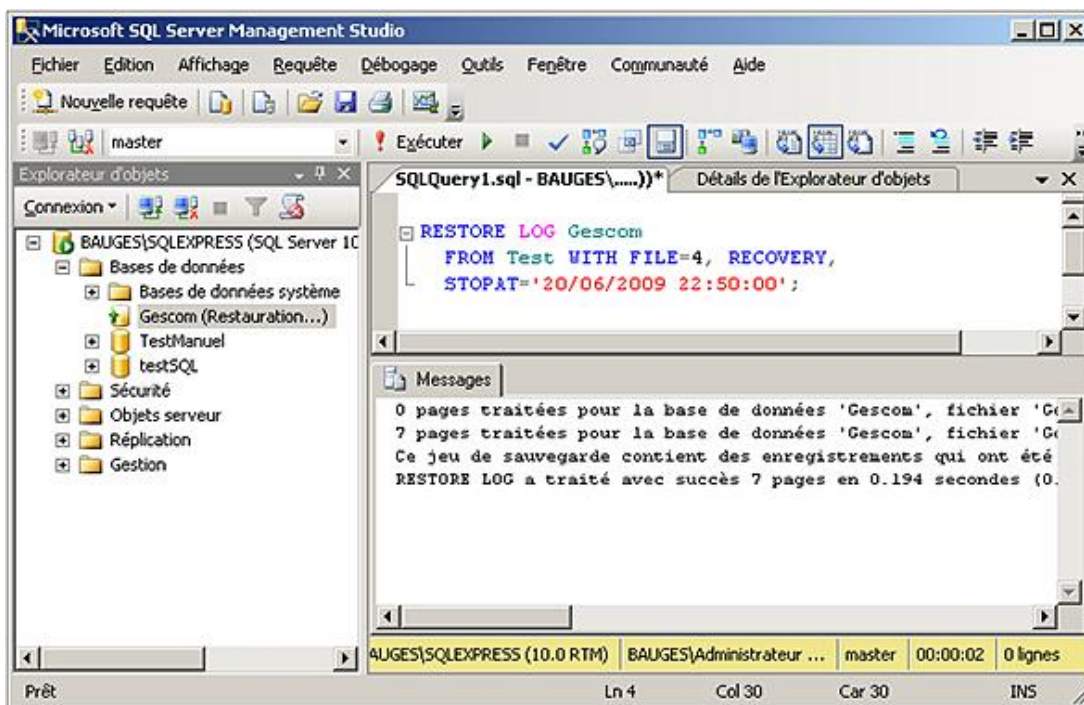 Microsoft SQL Server Management Studio
Fichier Edition Affichage Requête Débogage Outils Fenêtre Communauté Aide
Nouvelle requête
master Exécuter
Explorateur d'objets
SQLQuery1.sql - BAUGES\.....))* Détails de l'Explorateur d'objets
Connexion
BAUGES\SQLEXPRESS (SQL Server 10
Bases de données
Bases de données système
Gescom (Restauration...)
TestManuel
testSQL
Sécurité
Objets serveur
Réplication
Gestion
RESTORE LOG Gescom
FROM Test WITH FILE=4, RECOVERY,
STOPAT='20/06/2009 22:50:00';
Messages
0 pages traitées pour la base de données 'Gescom', fichier 'Ge
7 pages traitées pour la base de données 'Gescom', fichier 'Ge
Ce jeu de sauvegarde contient des enregistrements qui ont été
RESTORE LOG a traité avec succès 7 pages en 0.194 secondes (0.
AUGES\SQLEXPRESS (10.0 RTM) BAUGES\Administrateur ... master 00:00:02 0 lignes
Prêt Ln 4 Col 30 Car 30 INS